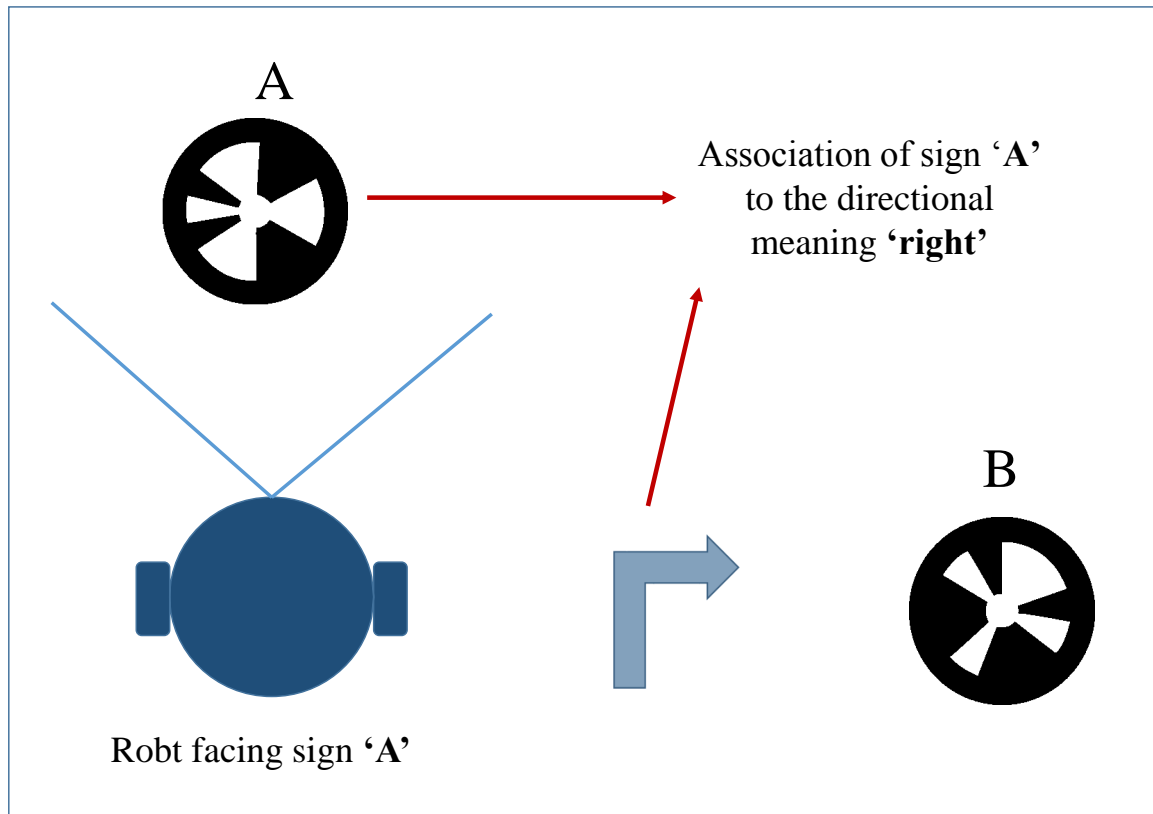 A
Association of sign ‘A’
to the directional
meaning ‘right’
B
Robt facing sign ‘A’